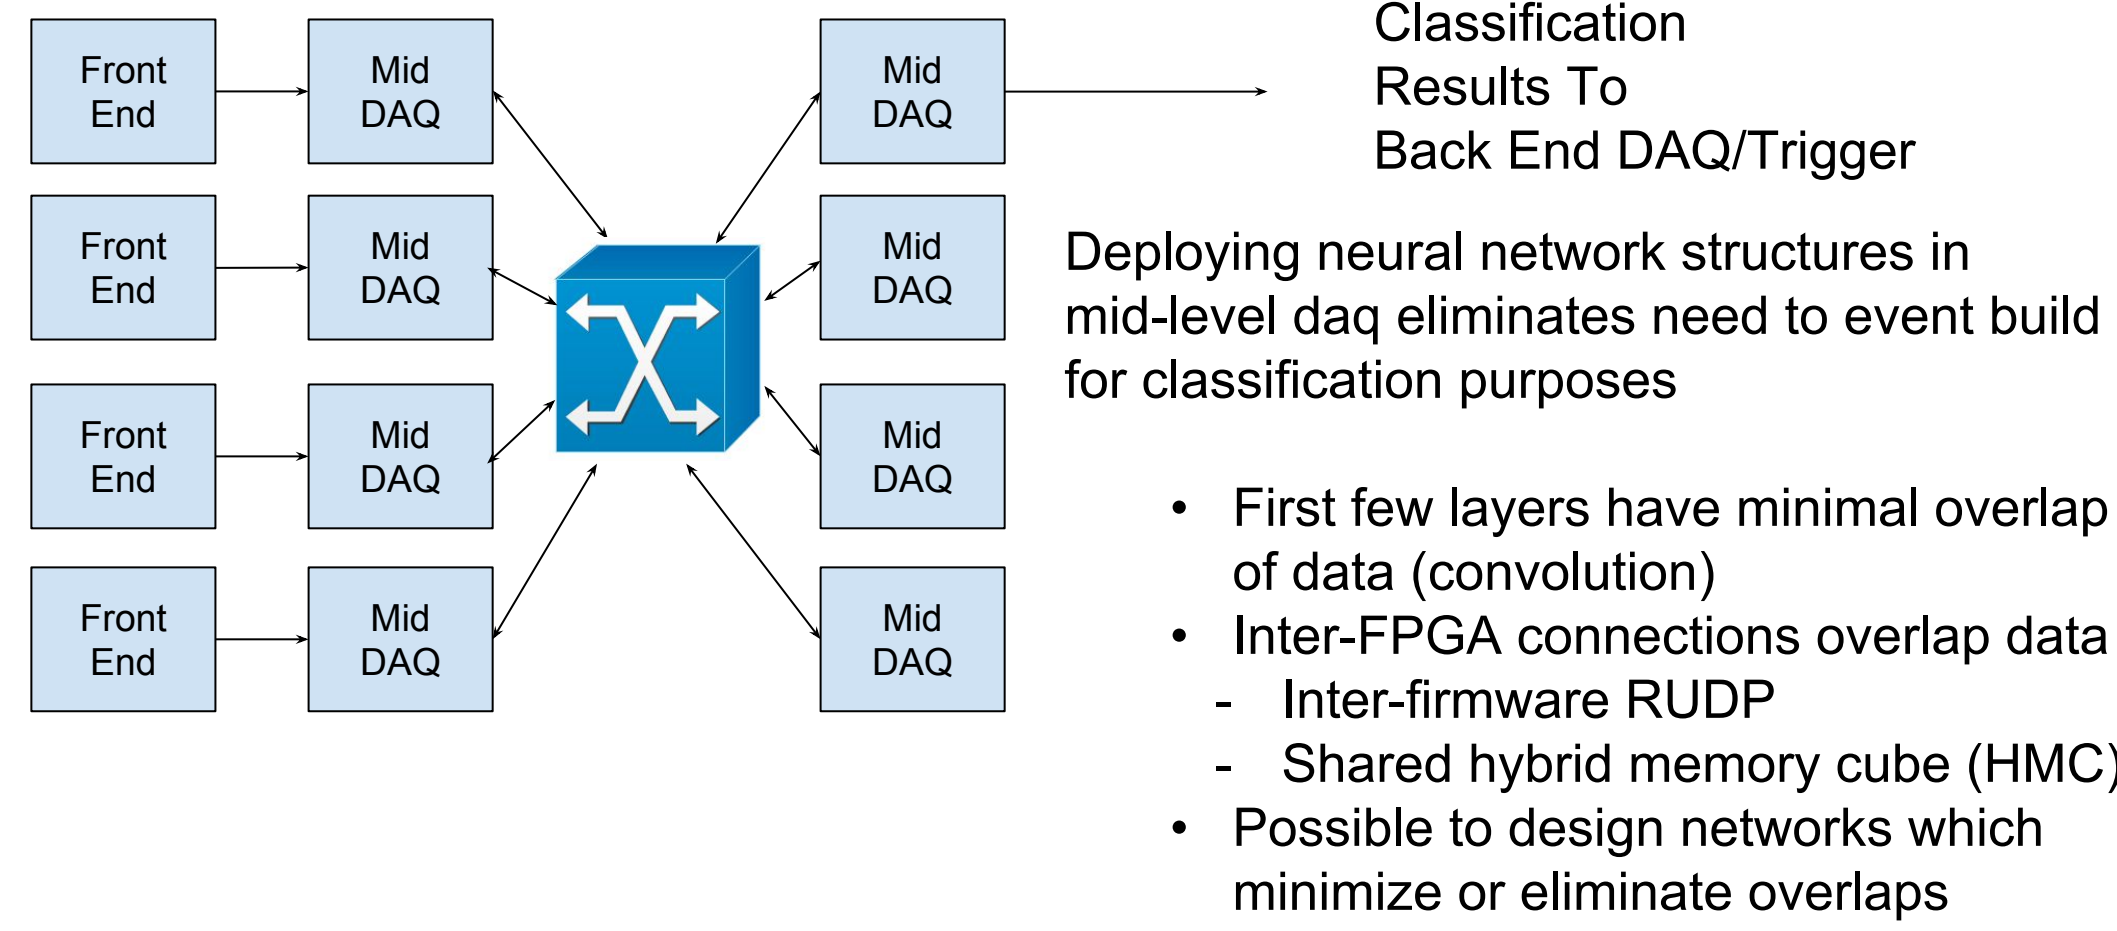 Front
End
Mid
DAQ
Mid
DAQ
Front
End
Mid
DAQ
Mid
DAQ
Front
End
Mid
DAQ
Mid
DAQ
Front
End
Mid
DAQ
Mid
DAQ
Classification
Results To
Back End DAQ/Trigger
Deploying neural network structures in
mid-level daq eliminates need to event build
for classification purposes
• First few layers have minimal overlap
of data (convolution)
• Inter-FPGA connections overlap data
- Inter-firmware RUDP
- Shared hybrid memory cube (HMC)
• Possible to design networks which
minimize or eliminate overlaps